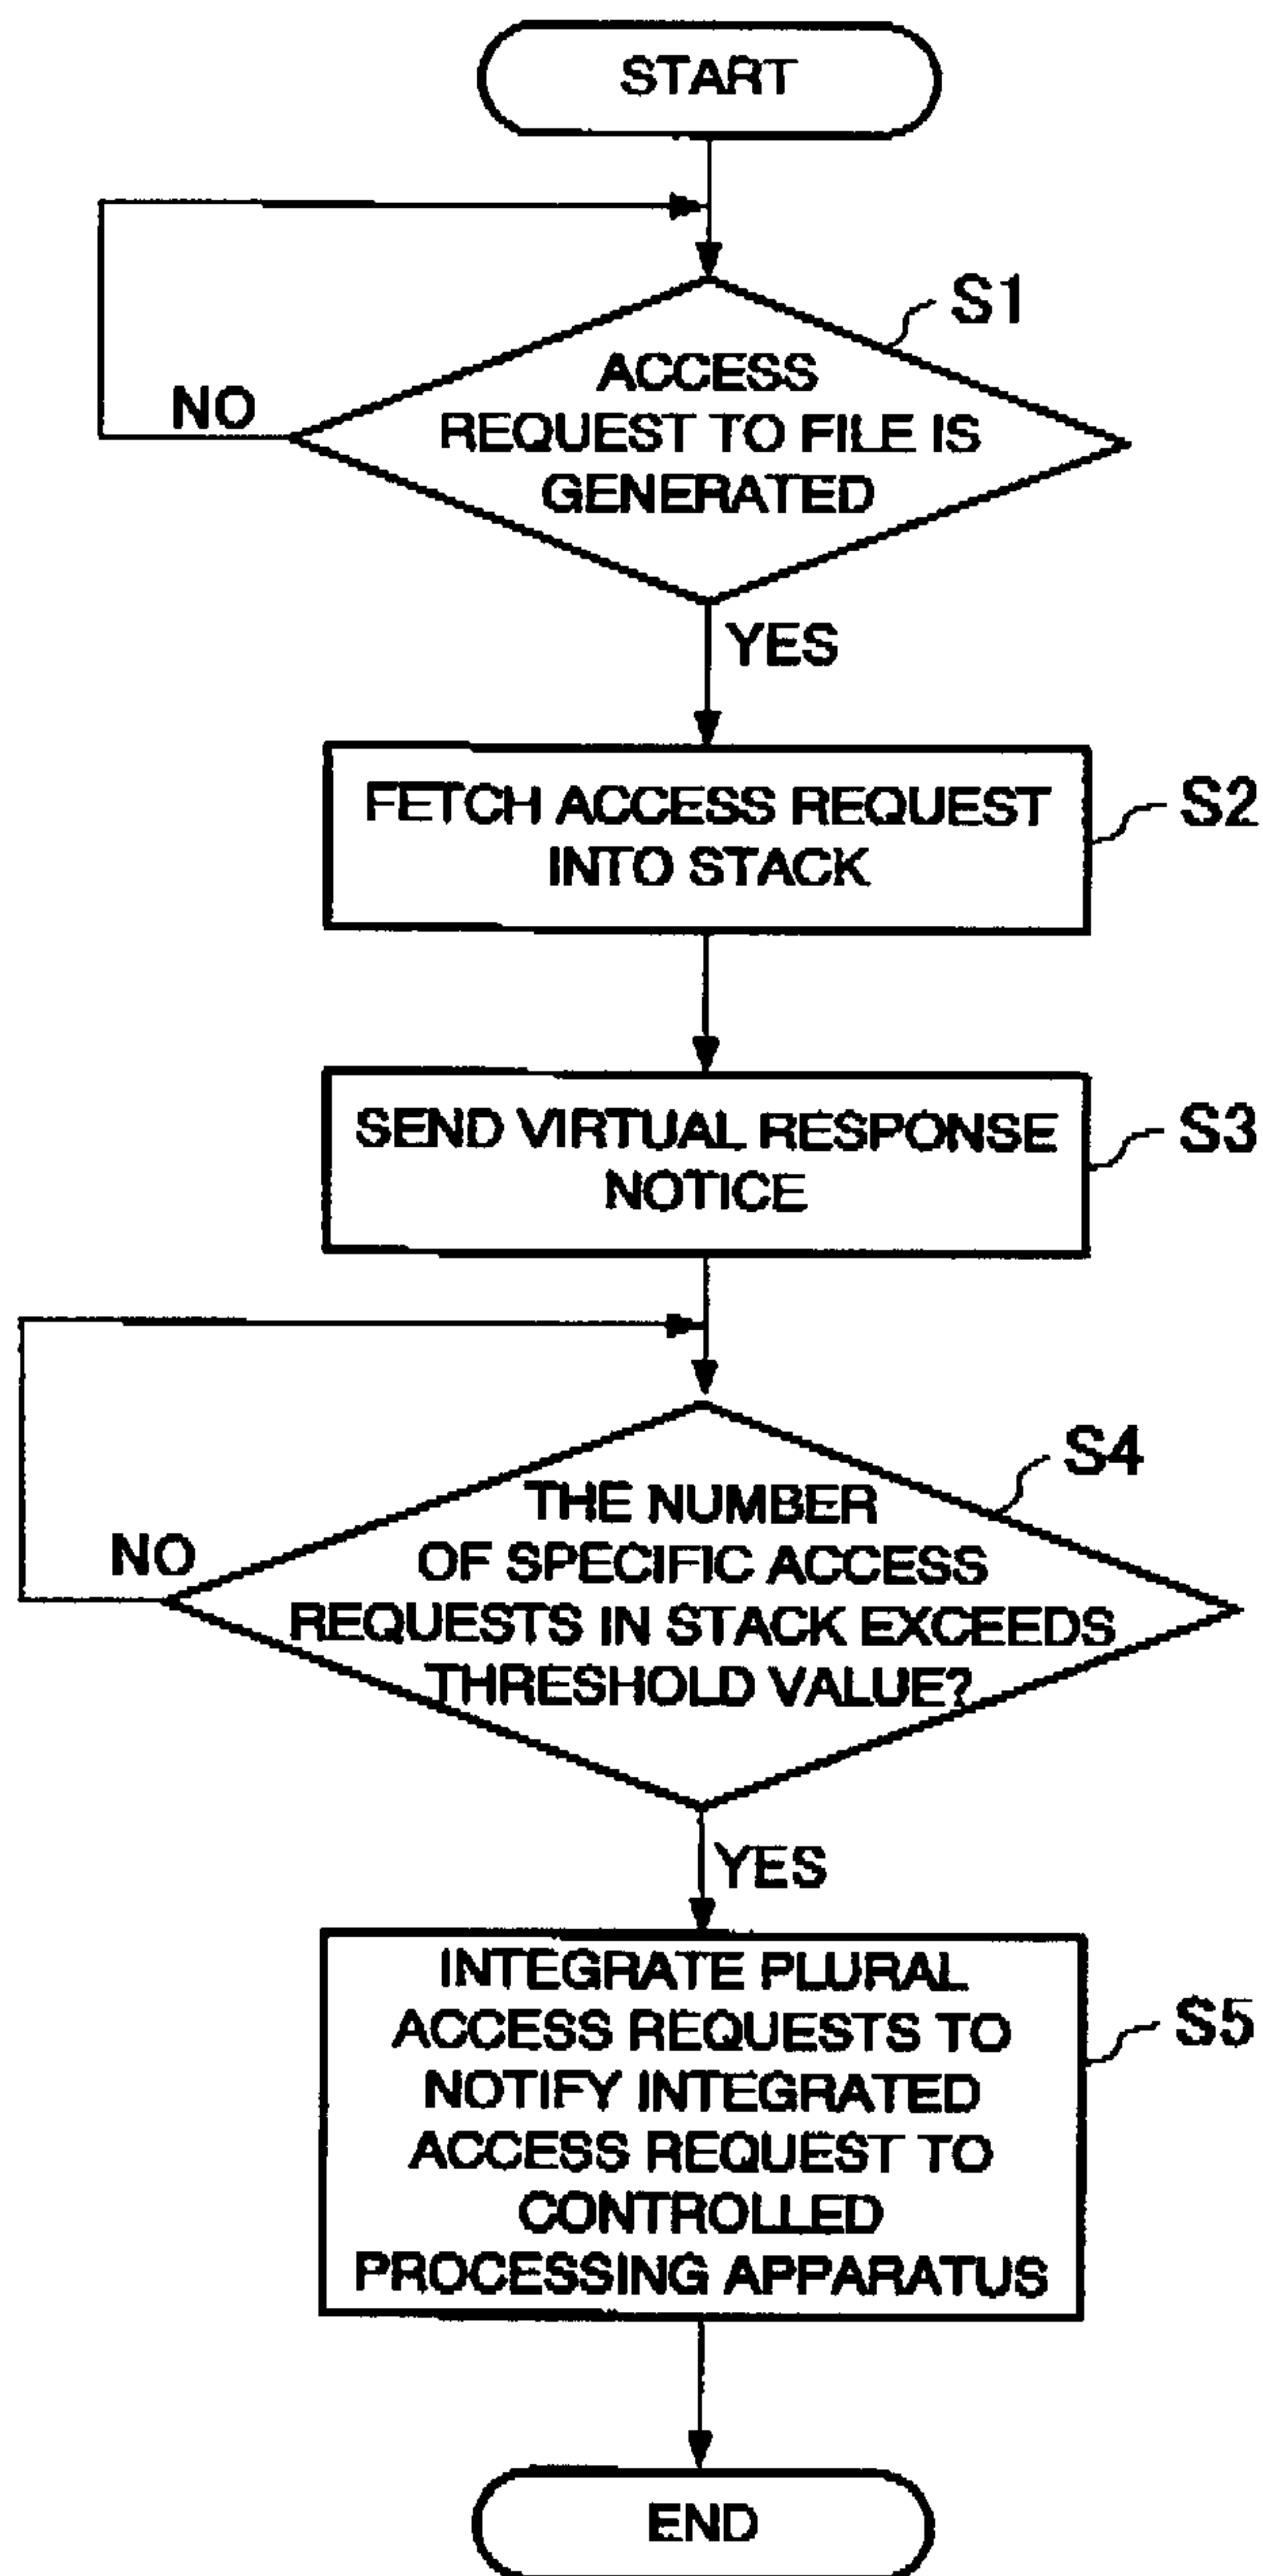 START
S1
ACCESS
REQUEST TO FILE IS
GENERATED
NO
YES
FETCH ACCESS REQUEST
INTO STACK
S2
SEND VIRTUAL RESPONSE
NOTICE
S3
S4
THE NUMBER
OF SPECIFIC ACCESS
REQUESTS IN STACK EXCEEDS
THRESHOLD VALUE?
NO
YES
INTEGRATE PLURAL
ACCESS REQUESTS TO
NOTIFY INTEGRATED
ACCESS REQUEST TO
CONTROLLED
PROCESSING APPARATUS
S5
END